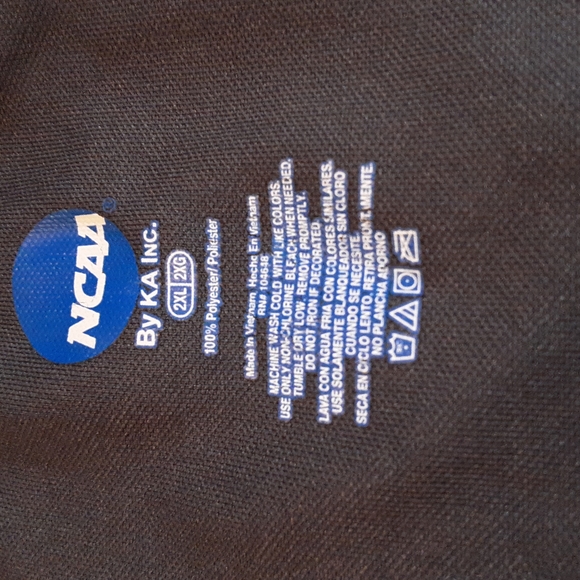 NCAA®
By KA INC.
2XL 2XG
100% Polyester/ Poliéster
Made in Vietnam Hecho En Vietnam
RN# 104648
MACHINE WASH COLD WITH LIKE COLORS.
USE ONLY NON-CHLORINE BLEACH WHEN NEEDED.
TUMBLE DRY LOW. REMOVE PROMPTLY.
DO NOT IRON IF DECORATED.
LAVA CON AGUA FRIA CON COLORES SIMILARES.
USE SOLAMENTE BLANQUEADOR SIN CLORO
CUANDO SE NECESITE.
SECA EN CICLO LENTO, RETIRA
NO PLANCHA ADORNO